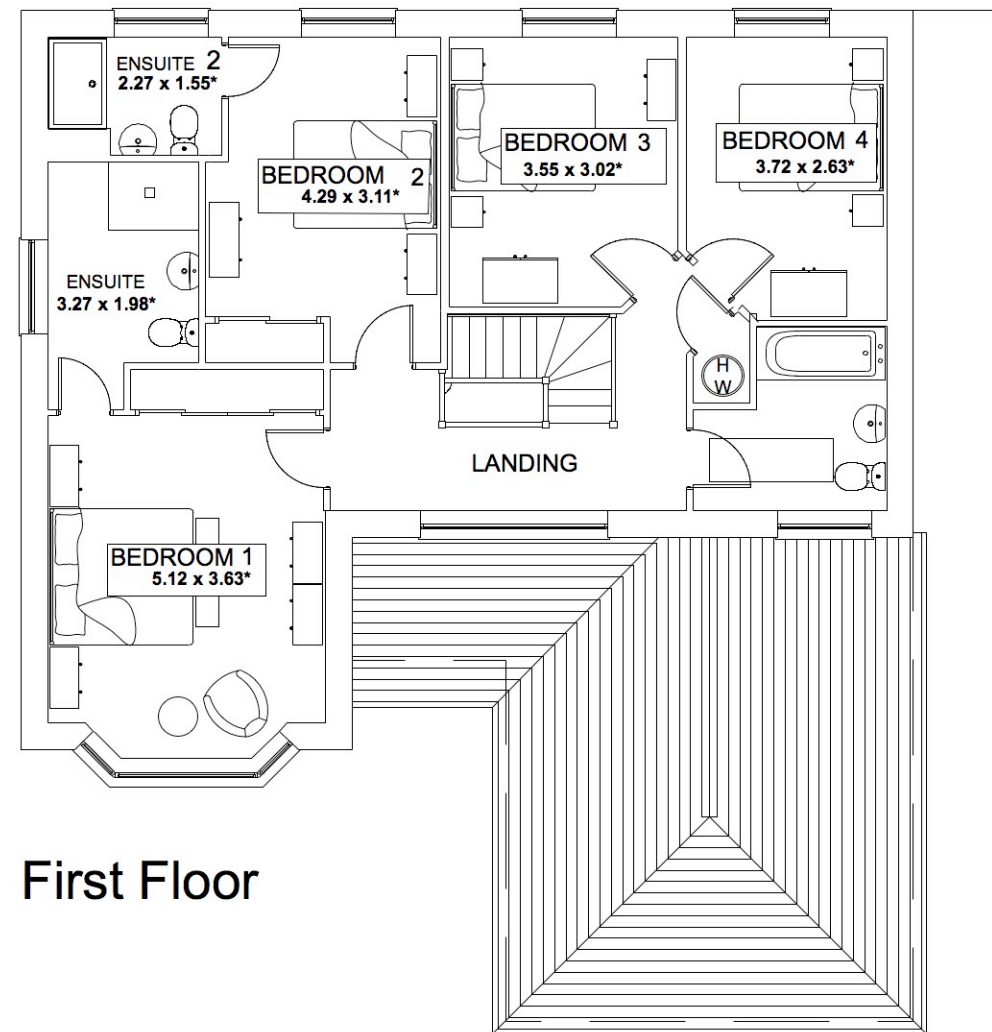 ENSUITE 2
2.27 x 1.55*
BEDROOM 2
4.29 x 3.11*
BEDROOM 3
3.55 x 3.02*
BEDROOM 4
3.72 x 2.63*
ENSUITE
3.27 x 1.98*
H
W
LANDING
BEDROOM 1
5.12 x 3.63*
First Floor